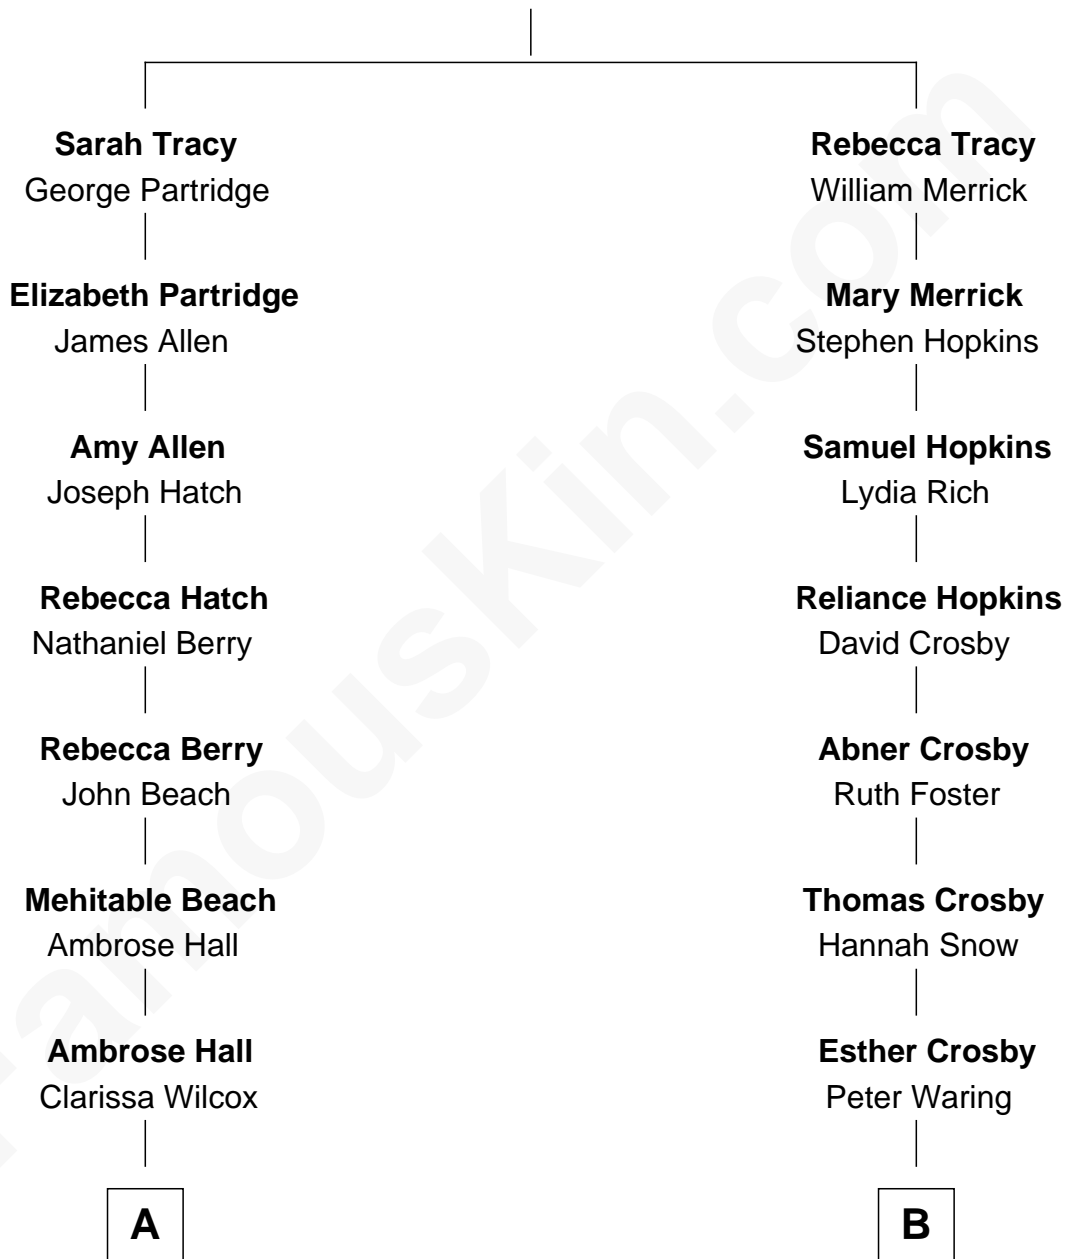 Sarah Tracy
George Partridge
Elizabeth Partridge
James Allen
Amy Allen
Joseph Hatch
Rebecca Hatch
Nathaniel Berry
Rebecca Berry
John Beach
Mehitable Beach
Ambrose Hall
Ambrose Hall
Clarissa Wilcox
A
Rebecca Tracy
William Merrick
Mary Merrick
Stephen Hopkins
Samuel Hopkins
Lydia Rich
Reliance Hopkins
David Crosby
Abner Crosby
Ruth Foster
Thomas Crosby
Hannah Snow
Esther Crosby
Peter Waring
B
FamousKin.com